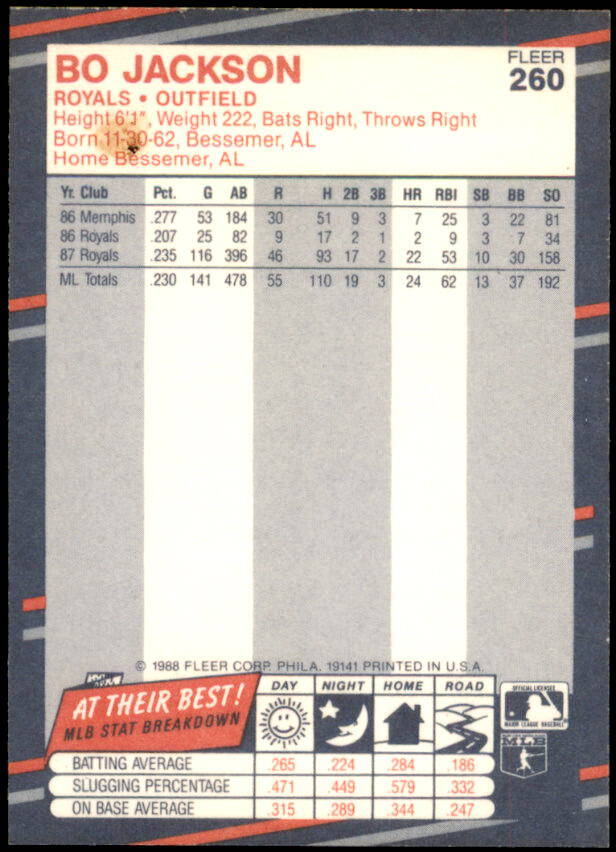 BO JACKSON
FLEER
260
ROYALS • OUTFIELD
Height 6'1", Weight 222, Bats Right, Throws Right
Born 11-30-62, Bessemer, AL
Home Bessemer, AL
Yr. Club Pct. G AB R H 2B 3B HR RBI SB BB SO
86 Memphis .277 53 184 30 51 9 3 7 25 3 22 81
86 Royals .207 25 82 9 17 2 1 2 9 3 7 34
87 Royals .235 116 396 46 93 17 2 22 53 10 30 158
ML Totals .230 141 478 55 110 19 3 24 62 13 37 192
© 1988 FLEER CORP. PHILA. 19141 PRINTED IN U.S.A.
AT THEIR BEST!
MLB STAT BREAKDOWN
DAY NIGHT HOME ROAD
BATTING AVERAGE .265 .224 .284 .186
SLUGGING PERCENTAGE .471 .449 .579 .332
ON BASE AVERAGE .315 .289 .344 .247
OFFICIAL LICENSEE
MAJOR LEAGUE BASEBALL
MLB